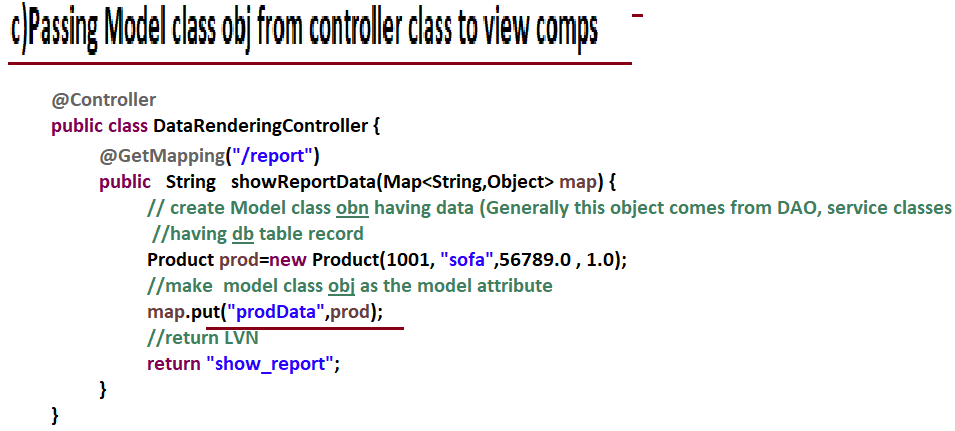 c)Passing Model class obj from controller class to view comps
@Controller
public class DataRenderingController {
@GetMapping("/report")
public String showReportData(Map<String,Object> map) {
// create Model class obn having data (Generally this object comes from DAO, service classes
//having db table record
Product prod=new Product(1001, "sofa",56789.0 , 1.0);
//make model class obj as the model attribute
map.put("prodData",prod);
//return LVN
return "show_report";
}
}